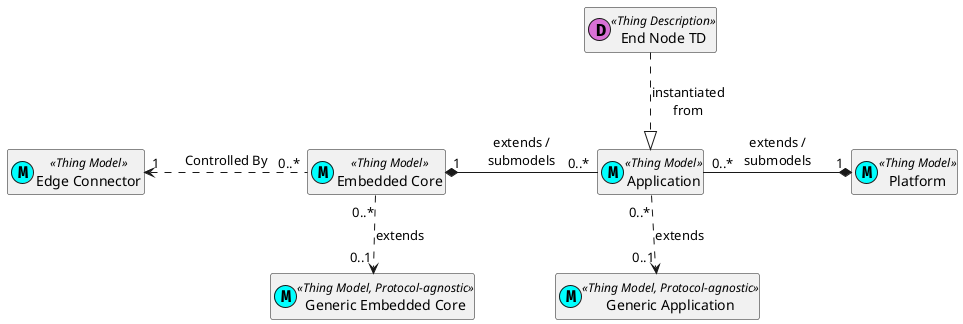 D «Thing Description»
End Node TD
instantiated
from
M «Thing Model»
Edge Connector
1 Controlled By 0..*
M «Thing Model»
Embedded Core
1 extends / 0..*
submodels
M «Thing Model»
Application
0..* extends / 1
submodels
M «Thing Model»
Platform
0..*
extends
0..1
0..*
extends
0..1
M «Thing Model, Protocol-agnostic»
Generic Embedded Core
M «Thing Model, Protocol-agnostic»
Generic Application